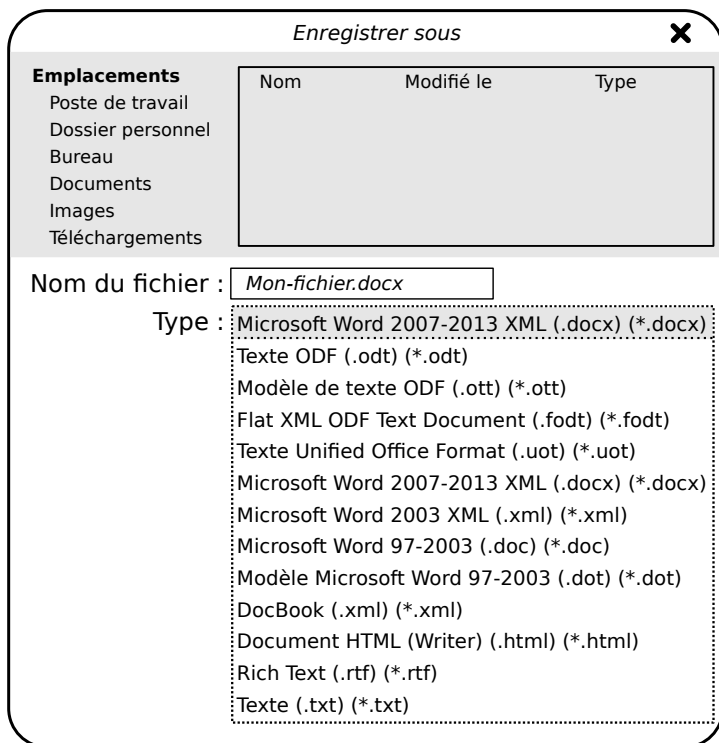 Enregistrer sous
Emplacements
Poste de travail
Dossier personnel
Bureau
Documents
Images
Téléchargements
Nom Modifié le Type
Nom du fichier : Mon-fichier.docx
Type : Microsoft Word 2007-2013 XML (.docx) (*.docx)
Texte ODF (.odt) (*.odt)
Modèle de texte ODF (.ott) (*.ott)
Flat XML ODF Text Document (.fodt) (*.fodt)
Texte Unified Office Format (.uot) (*.uot)
Microsoft Word 2007-2013 XML (.docx) (*.docx)
Microsoft Word 2003 XML (.xml) (*.xml)
Microsoft Word 97-2003 (.doc) (*.doc)
Modèle Microsoft Word 97-2003 (.dot) (*.dot)
DocBook (.xml) (*.xml)
Document HTML (Writer) (.html) (*.html)
Rich Text (.rtf) (*.rtf)
Texte (.txt) (*.txt)